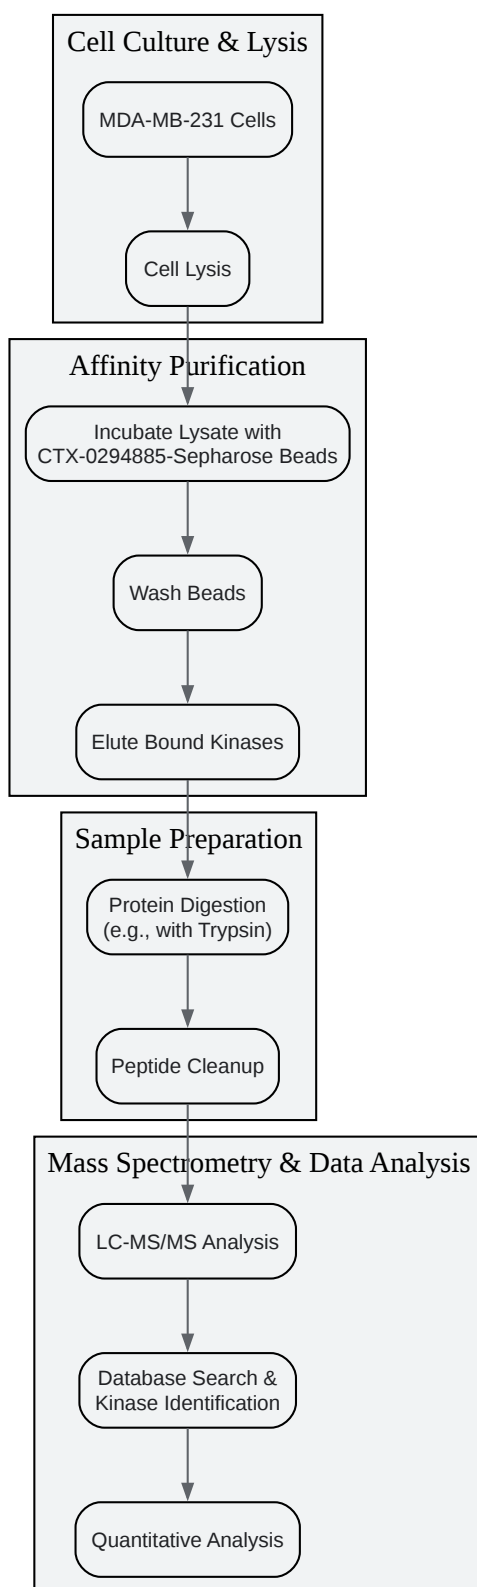 Cell Culture & Lysis
MDA-MB-231 Cells
Cell Lysis
Affinity Purification
Incubate Lysate with
CTX-0294885-Sepharose Beads
Wash Beads
Elute Bound Kinases
Sample Preparation
Protein Digestion
(e.g., with Trypsin)
Peptide Cleanup
Mass Spectrometry & Data Analysis
LC-MS/MS Analysis
Database Search &
Kinase Identification
Quantitative Analysis